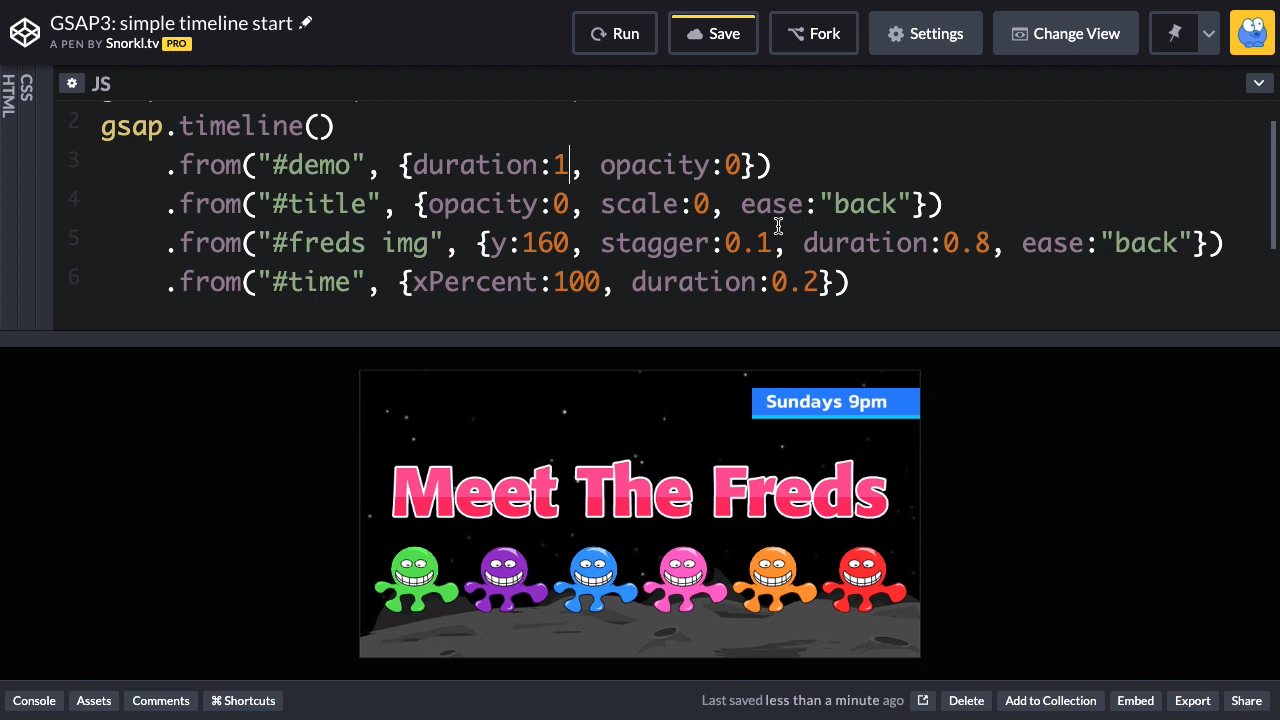 GSAP3: simple timeline start
A PEN BY Snorkl.tv PRO
Run
Save
Fork
Settings
Change View
HTML
CSS
JS
2 gsap.timeline()
3 .from("#demo", {duration:1, opacity:0})
4 .from("#title", {opacity:0, scale:0, ease:"back"})
5 .from("#freds img", {y:160, stagger:0.1, duration:0.8, ease:"back"})
6 .from("#time", {xPercent:100, duration:0.2})
Sundays 9pm
Meet The Freds
Console
Assets
Comments
⌘ Shortcuts
Last saved less than a minute ago
Delete
Add to Collection
Embed
Export
Share